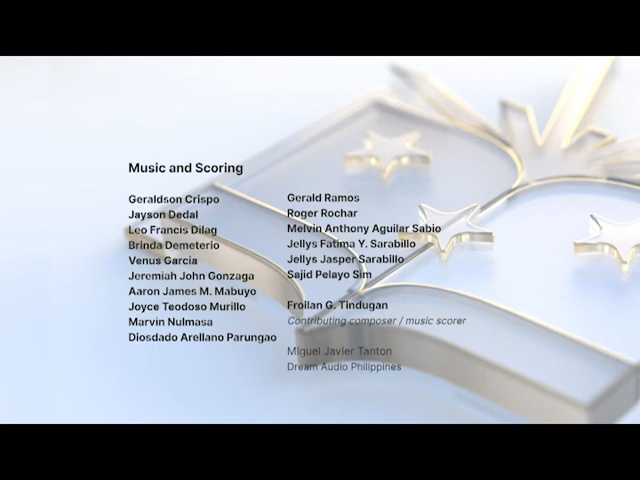 Music and Scoring
Geraldson Crispo
Jayson Dedal
Leo Francis Dilag
Brinda Demeterio
Venus Garcia
Jeremiah John Gonzaga
Aaron James M. Mabuyo
Joyce Teodoso Murillo
Marvin Nulmasa
Diosdado Arellano Parungao
Gerald Ramos
Roger Rochar
Melvin Anthony Aguilar Sabio
Jellys Fatima Y. Sarabillo
Jellys Jasper Sarabillo
Sajid Pelayo Sim
Froilan G. Tindugan
Contributing composer / music scorer
Miguel Javier Tanton
Dream Audio Philippines